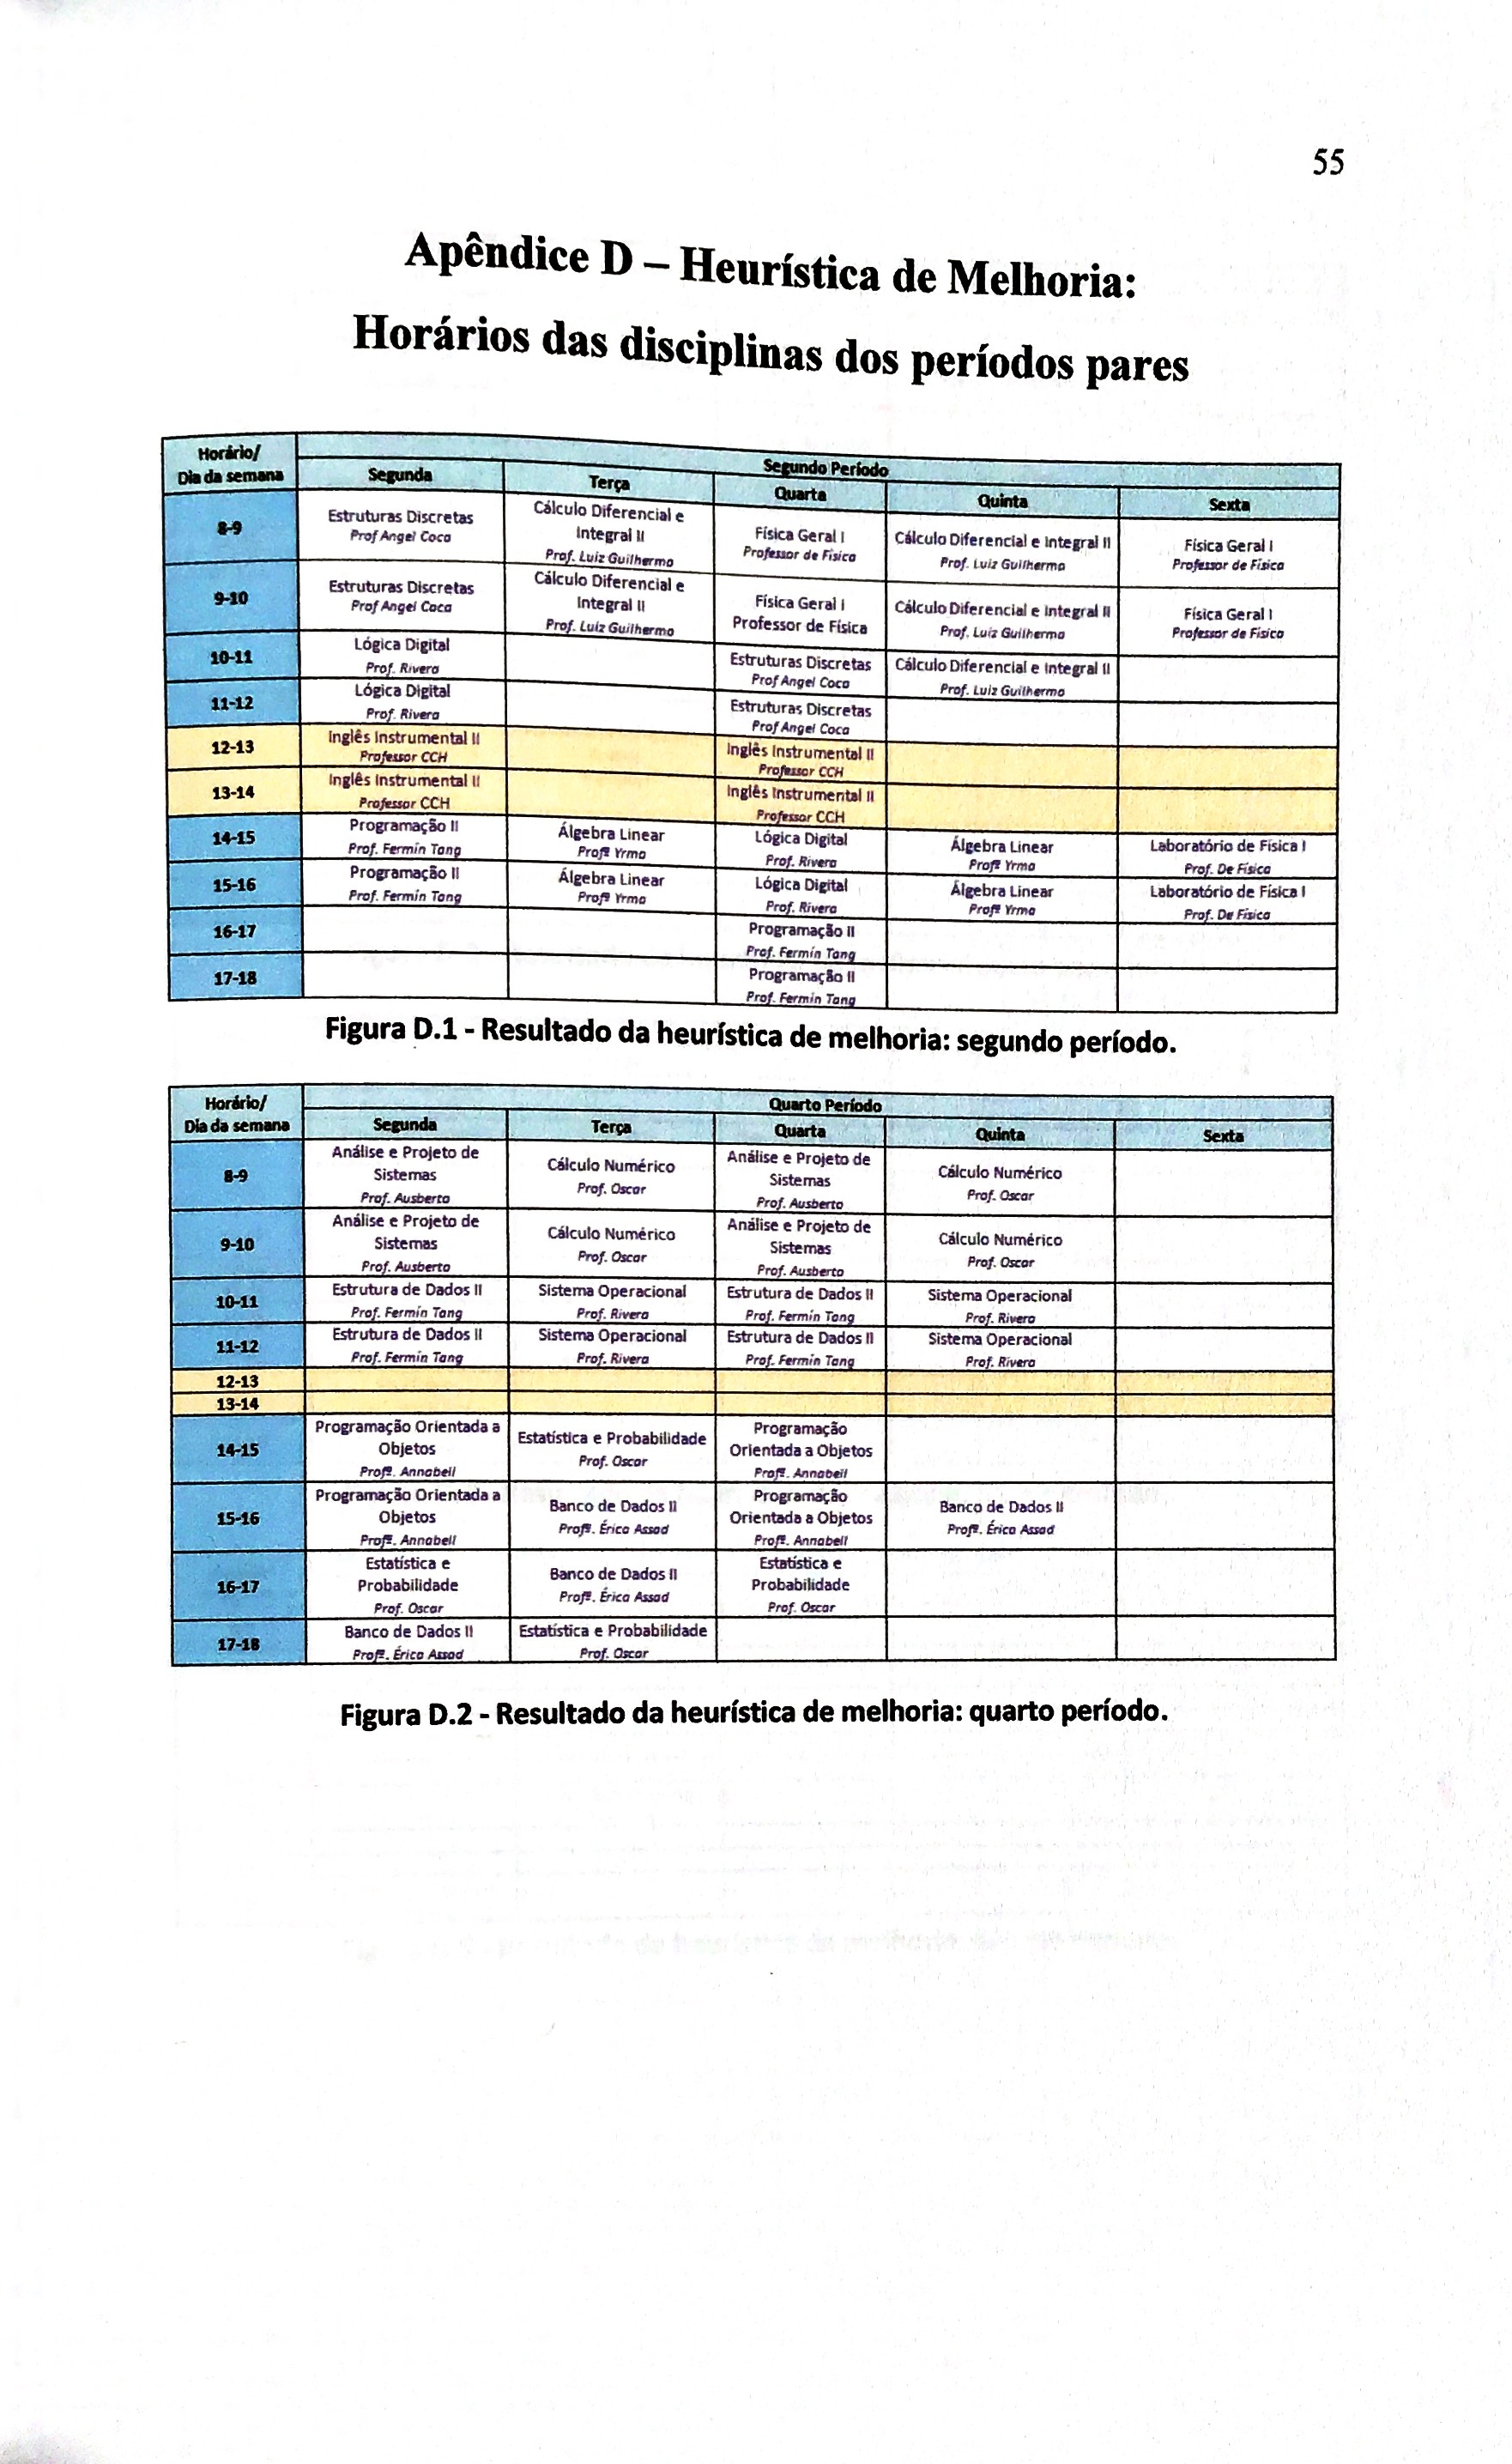 55
Apêndice D – Heurística de Melhoria:
Horários das disciplinas dos períodos pares
Horário/
Dia da semana
Segundo Período
Segunda
Terça
Quarta
Quinta
Sexta
8-9
Estruturas Discretas
Prof Angel Coca
Cálculo Diferencial e
Integral II
Prof. Luiz Guilhermo
Física Geral I
Professor de Física
Cálculo Diferencial e Integral II
Prof. Luiz Guilhermo
Física Geral I
Professor de Física
9-10
Estruturas Discretas
Prof Angel Coca
Cálculo Diferencial e
Integral II
Prof. Luiz Guilhermo
Física Geral I
Professor de Física
Cálculo Diferencial e Integral II
Prof. Luiz Guilhermo
Física Geral I
Professor de Física
10-11
Lógica Digital
Prof. Rivera
Estruturas Discretas
Prof Angel Coca
Cálculo Diferencial e Integral II
Prof. Luiz Guilhermo
11-12
Lógica Digital
Prof. Rivera
Estruturas Discretas
Prof Angel Coca
12-13
Inglês Instrumental II
Professor CCH
Inglês Instrumental II
Professor CCH
13-14
Inglês Instrumental II
Professor CCH
Inglês Instrumental II
Professor CCH
14-15
Programação II
Prof. Fermín Tang
Álgebra Linear
Profª Yrma
Lógica Digital
Prof. Rivera
Álgebra Linear
Profª Yrma
Laboratório de Física I
Prof. De Física
15-16
Programação II
Prof. Fermín Tang
Álgebra Linear
Profª Yrma
Lógica Digital
Prof. Rivera
Álgebra Linear
Profª Yrma
Laboratório de Física I
Prof. De Física
16-17
Programação II
Prof. Fermín Tang
17-18
Programação II
Prof. Fermín Tang
Figura D.1 - Resultado da heurística de melhoria: segundo período.
Horário/
Dia da semana
Quarto Período
Segunda
Terça
Quarta
Quinta
Sexta
8-9
Análise e Projeto de
Sistemas
Prof. Ausberto
Cálculo Numérico
Prof. Oscar
Análise e Projeto de
Sistemas
Prof. Ausberto
Cálculo Numérico
Prof. Oscar
9-10
Análise e Projeto de
Sistemas
Prof. Ausberto
Cálculo Numérico
Prof. Oscar
Análise e Projeto de
Sistemas
Prof. Ausberto
Cálculo Numérico
Prof. Oscar
10-11
Estrutura de Dados II
Prof. Fermín Tang
Sistema Operacional
Prof. Rivera
Estrutura de Dados II
Prof. Fermín Tang
Sistema Operacional
Prof. Rivera
11-12
Estrutura de Dados II
Prof. Fermín Tang
Sistema Operacional
Prof. Rivera
Estrutura de Dados II
Prof. Fermín Tang
Sistema Operacional
Prof. Rivera
12-13
13-14
14-15
Programação Orientada a
Objetos
Profª. Annabell
Estatística e Probabilidade
Prof. Oscar
Programação
Orientada a Objetos
Profª. Annabell
15-16
Programação Orientada a
Objetos
Profª. Annabell
Banco de Dados II
Profª. Érica Assad
Programação
Orientada a Objetos
Profª. Annabell
Banco de Dados II
Profª. Érica Assad
16-17
Estatística e
Probabilidade
Prof. Oscar
Banco de Dados II
Profª. Érica Assad
Estatística e
Probabilidade
Prof. Oscar
17-18
Banco de Dados II
Profª. Érica Assad
Estatística e Probabilidade
Prof. Oscar
Figura D.2 - Resultado da heurística de melhoria: quarto período.